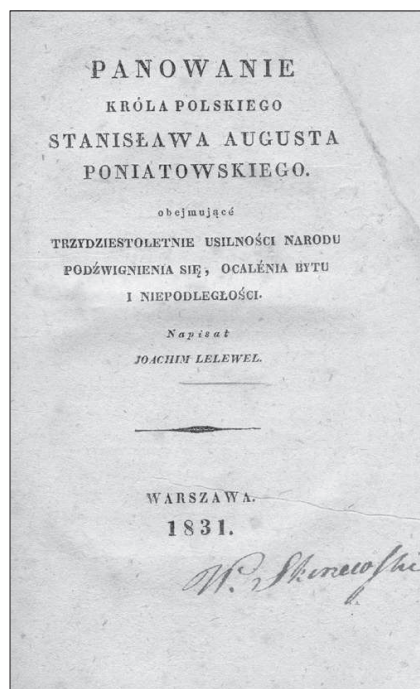 PANOWANIE
KRÓLA POLSKIEGO
STANISŁAWA AUGUSTA
PONIATOWSKIEGO.
obejmujące
TRZYDZIESTOLETNIE USILNOŚCI NARODU
PODŹWIGNIENIA SIĘ, OCALÉNIA BYTU
I NIEPODLEGŁOŚCI.
Napisał
JOACHIM LELEWEL.
WARSZAWA.
1831.
W.